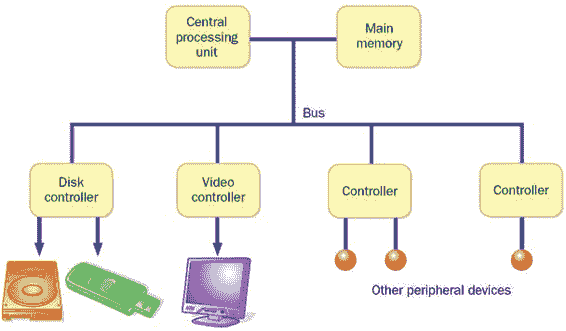 Central
processing
unit
Main
memory
Bus
Disk
controller
Video
controller
Controller
Controller
Other peripheral devices